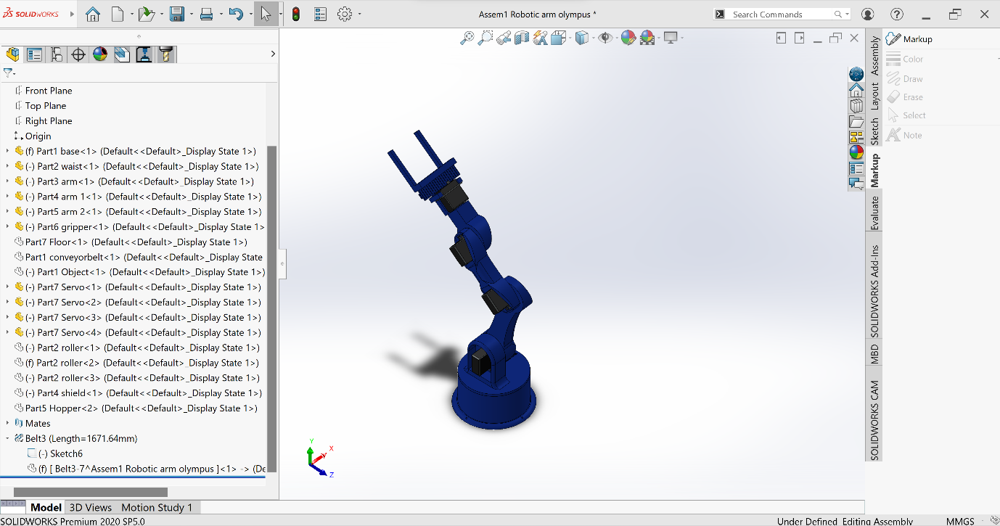 SOLIDWORKS
Assem1 Robotic arm olympus *
Search Commands
?
Front Plane
Top Plane
Right Plane
Origin
(f) Part1 base<1> (Default<<Default>_Display State 1>)
(-) Part2 waist<1> (Default<<Default>_Display State 1>)
(-) Part3 arm<1> (Default<<Default>_Display State 1>)
(-) Part4 arm 1<1> (Default<<Default>_Display State 1>)
(-) Part5 arm 2<1> (Default<<Default>_Display State 1>)
(-) Part6 gripper<1> (Default<<Default>_Display State 1>
Part7 Floor<1> (Default<<Default>_Display State 1>)
Part1 conveyorbelt<1> (Default<<Default>_Display State
(-) Part1 Object<1> (Default<<Default>_Display State 1>)
(-) Part7 Servo<1> (Default<<Default>_Display State 1>)
(-) Part7 Servo<2> (Default<<Default>_Display State 1>)
(-) Part7 Servo<3> (Default<<Default>_Display State 1>)
(-) Part7 Servo<4> (Default<<Default>_Display State 1>)
(-) Part2 roller<1> (Default<<Default>_Display State 1>)
(f) Part2 roller<2> (Default<<Default>_Display State 1>)
(-) Part2 roller<3> (Default<<Default>_Display State 1>)
(-) Part4 shield<1> (Default<<Default>_Display State 1>)
Part5 Hopper<2> (Default<<Default>_Display State 1>)
Mates
Belt3 (Length=1671.64mm)
(-) Sketch6
(f) [ Belt3-7^Assem1 Robotic arm olympus ]<1> -> (De
Y
X
Z
Assembly
Layout
Sketch
Markup
Evaluate
SOLIDWORKS Add-Ins
MBD
SOLIDWORKS CAM
Markup
Color
Draw
Erase
Select
Note
Model
3D Views
Motion Study 1
SOLIDWORKS Premium 2020 SP5.0
Under Defined
Editing Assembly
MMGS